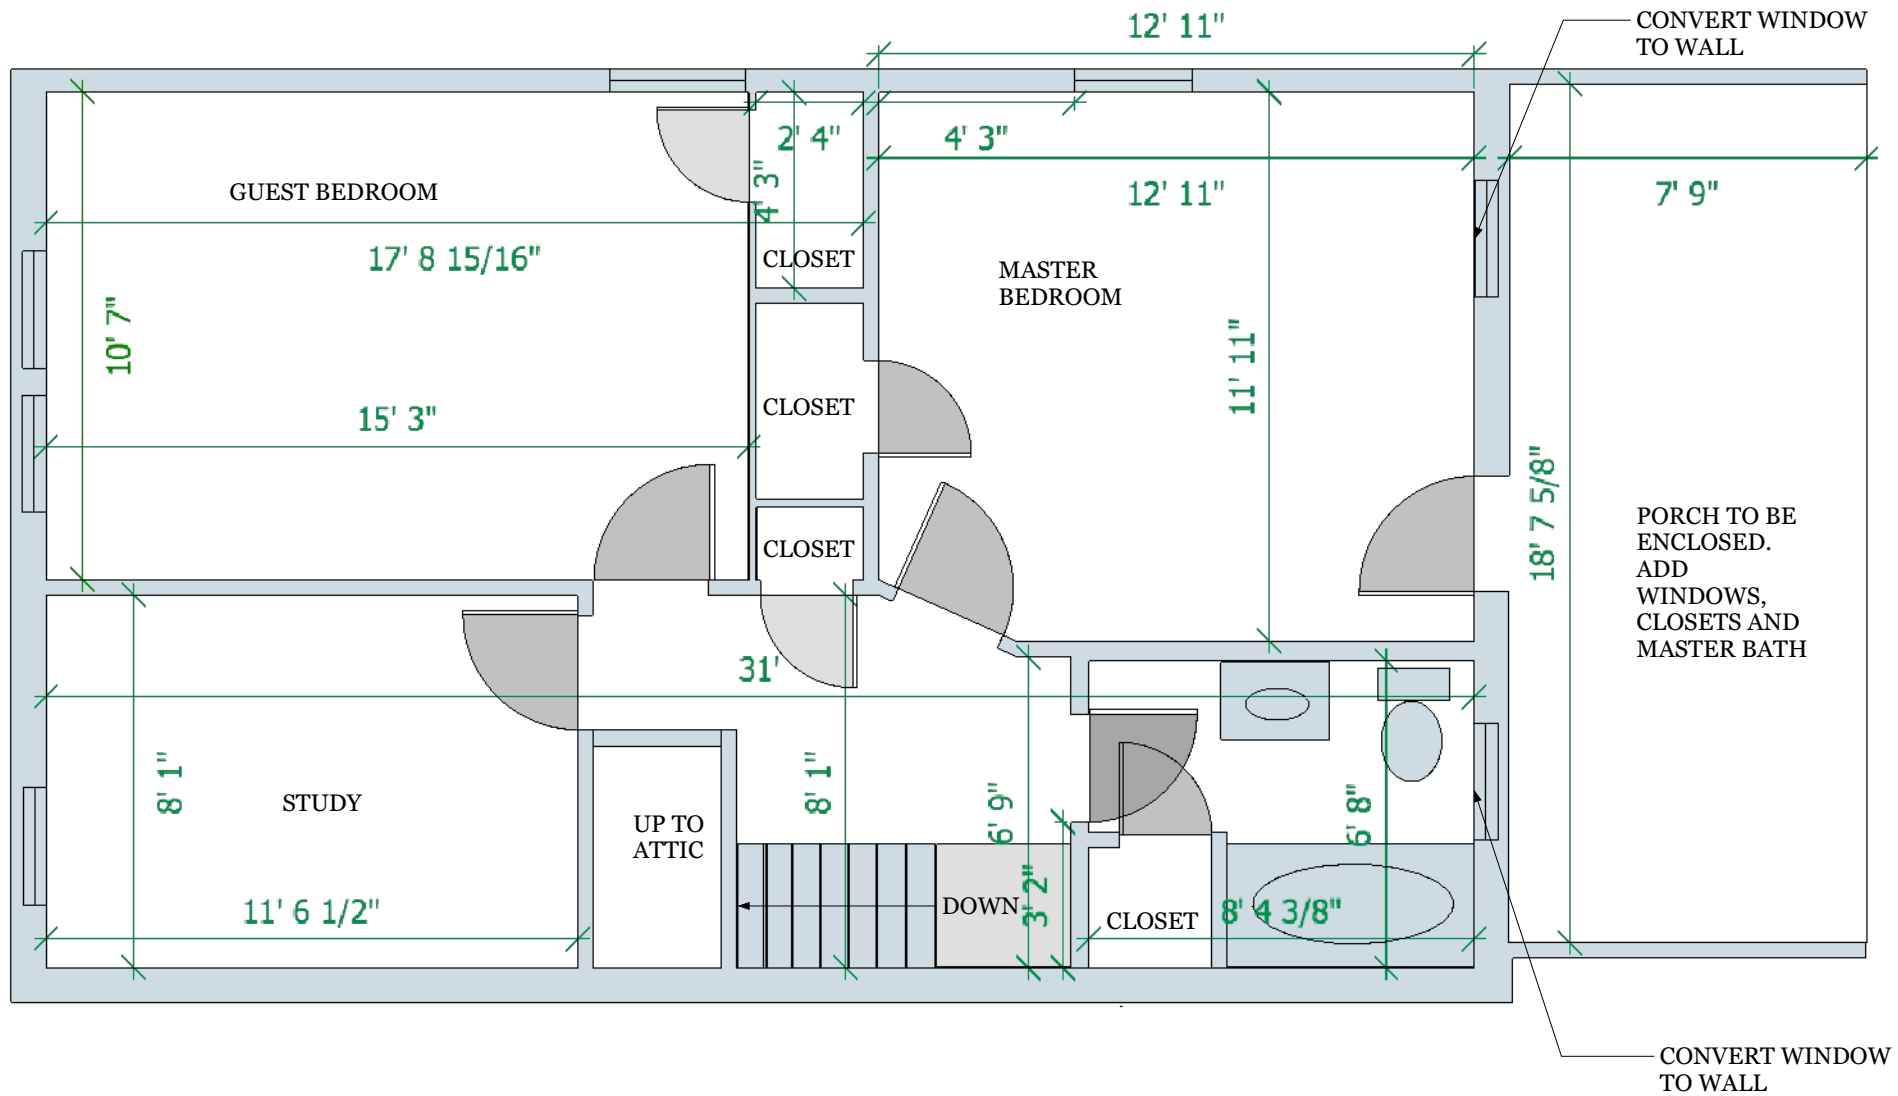 12' 11"
CONVERT WINDOW
TO WALL
2' 4"
4' 3"
4' 3"
12' 11"
7' 9"
GUEST BEDROOM
17' 8 15/16"
CLOSET
MASTER
BEDROOM
10' 7"
11' 11"
15' 3"
CLOSET
18' 7 5/8"
CLOSET
PORCH TO BE
ENCLOSED.
ADD
WINDOWS,
CLOSETS AND
MASTER BATH
31'
8' 1"
STUDY
UP TO
ATTIC
8' 1"
6' 9"
6' 8"
11' 6 1/2"
DOWN
3' 2"
CLOSET
8' 4 3/8"
CONVERT WINDOW
TO WALL